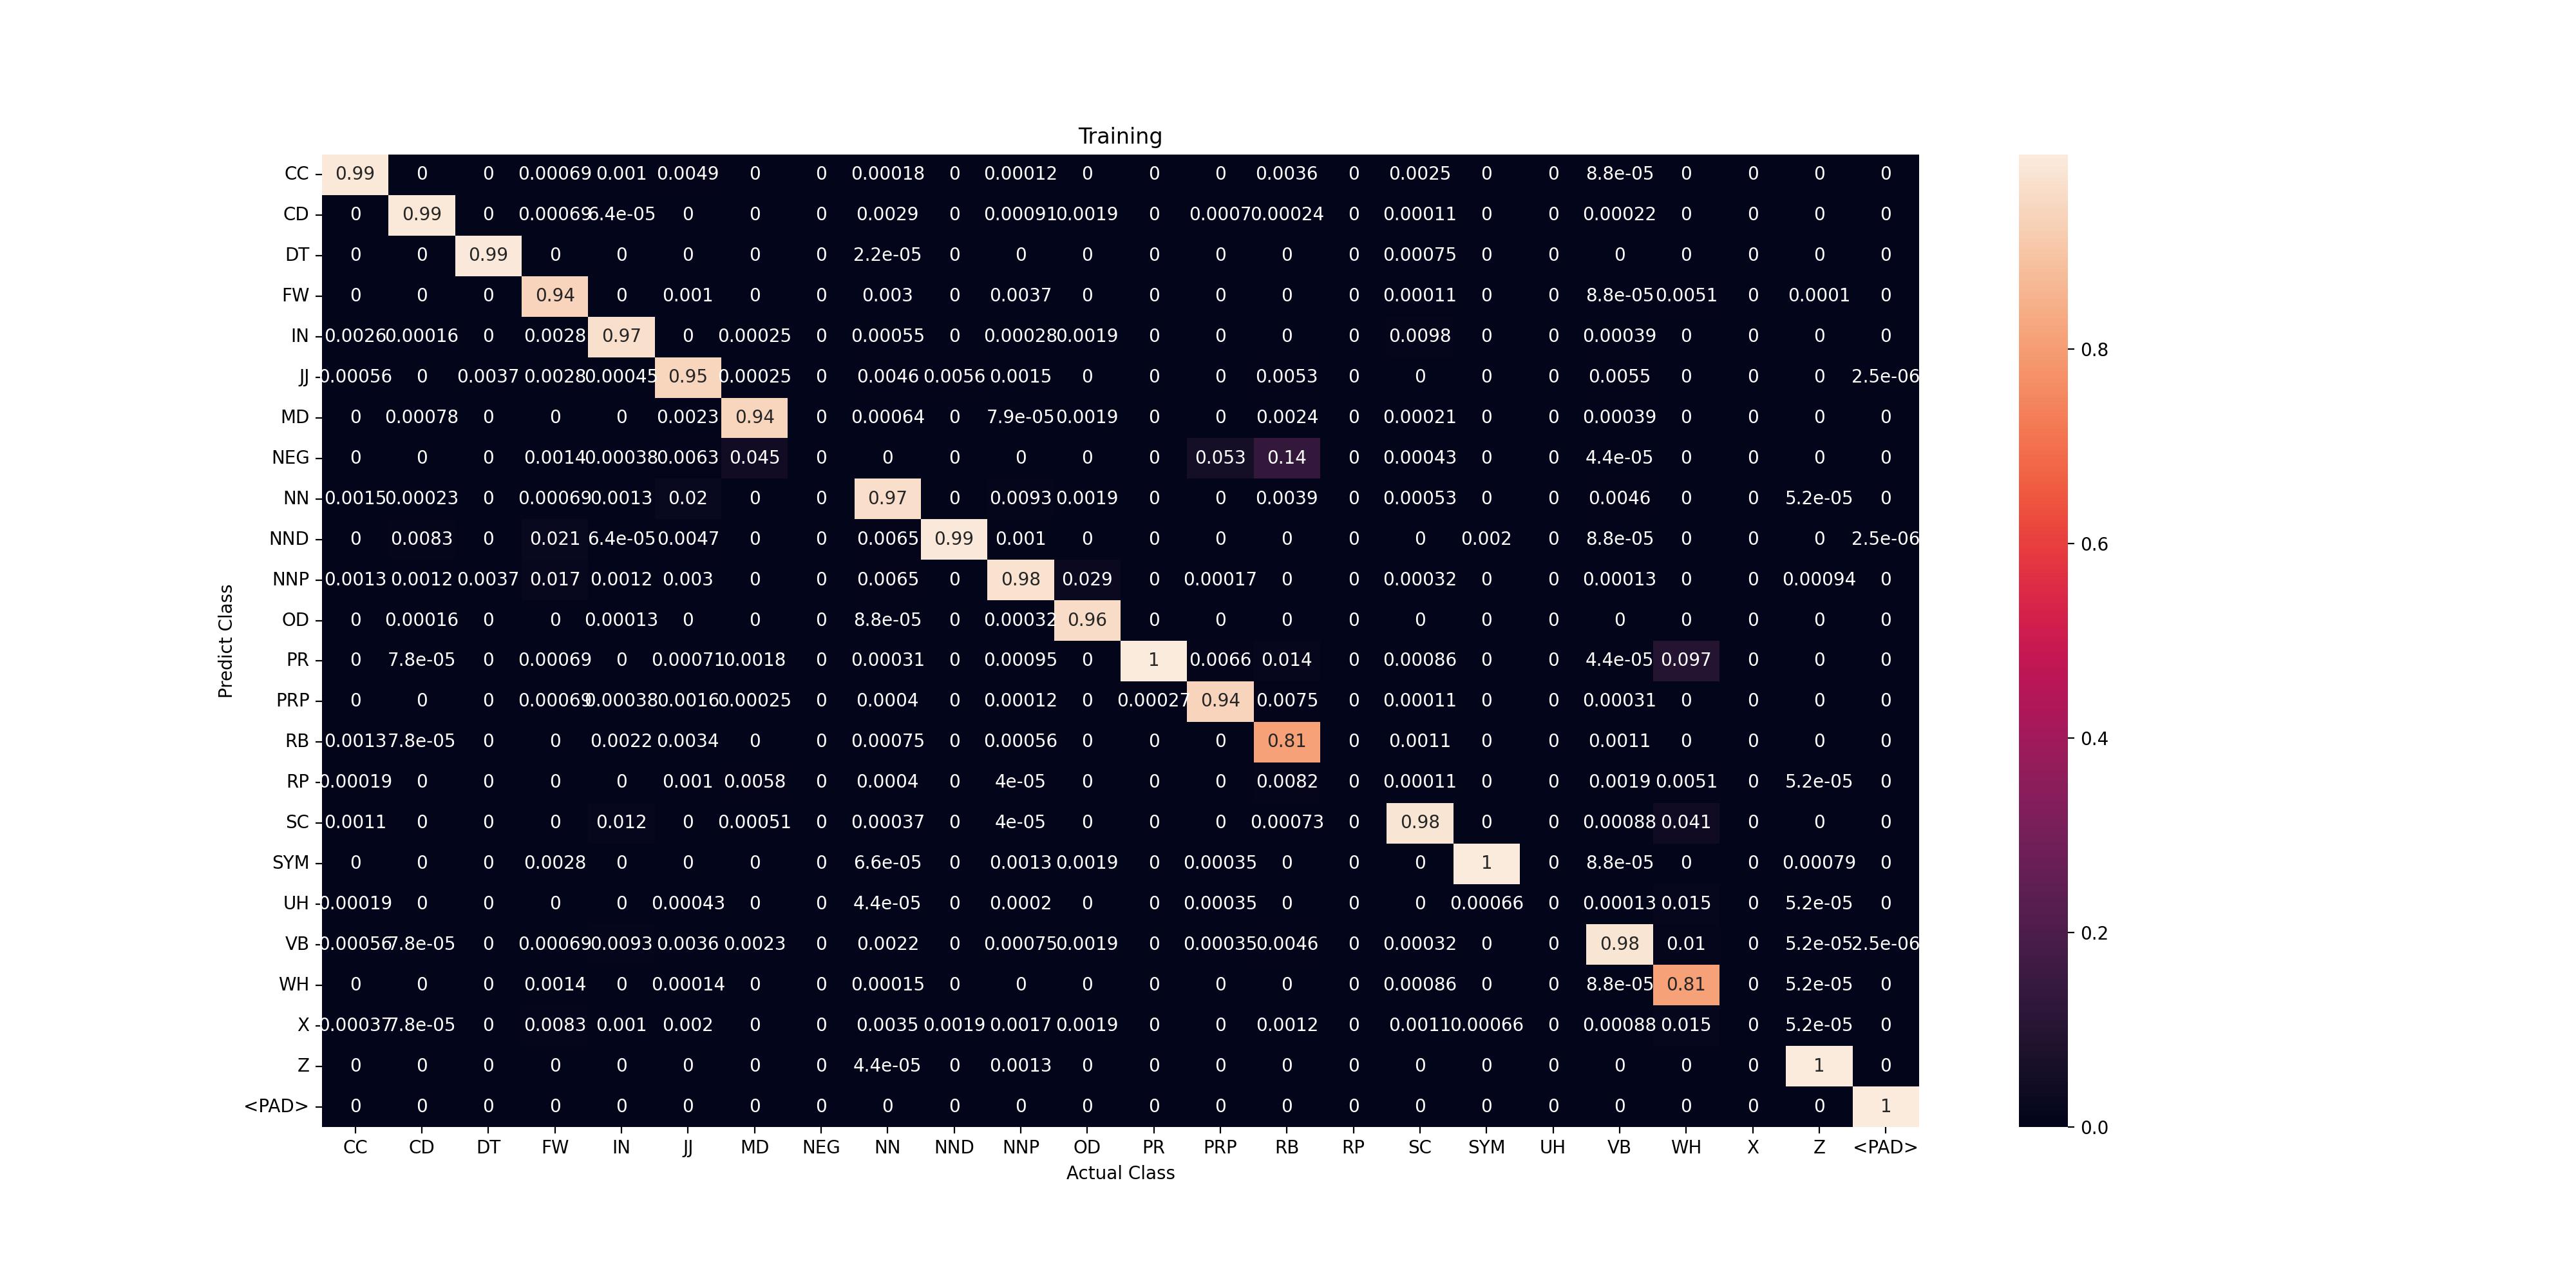 Training
CC 0.99 0 0 0.00069 0.001 0.0049 0 0 0.00018 0 0.00012 0 0 0 0.0036 0 0.0025 0 0 8.8e-05 0 0 0 0
CD 0 0.99 0 0.00069 6.4e-05 0 0 0 0.0029 0 0.00091 0.0019 0 0.0007 0.00024 0 0.00011 0 0 0.00022 0 0 0 0
DT 0 0 0.99 0 0 0 0 0 2.2e-05 0 0 0 0 0 0 0 0.00075 0 0 0 0 0 0 0
FW 0 0 0 0.94 0 0.001 0 0 0.003 0 0.0037 0 0 0 0 0 0.00011 0 0 8.8e-05 0.0051 0 0.0001 0
IN 0.0026 0.00016 0 0.0028 0.97 0 0.00025 0 0.00055 0 0.00028 0.0019 0 0 0 0 0.0098 0 0 0.00039 0 0 0 0
JJ 0.00056 0 0.0037 0.0028 0.00045 0.95 0.00025 0 0.0046 0.0056 0.0015 0 0 0 0.0053 0 0 0 0 0.0055 0 0 0 2.5e-06
MD 0 0.00078 0 0 0 0.0023 0.94 0 0.00064 0 7.9e-05 0.0019 0 0 0.0024 0 0.00021 0 0 0.00039 0 0 0 0
NEG 0 0 0 0.0014 0.00038 0.0063 0.045 0 0 0 0 0 0 0.053 0.14 0 0.00043 0 0 4.4e-05 0 0 0 0
NN 0.0015 0.00023 0 0.00069 0.0013 0.02 0 0 0.97 0 0.0093 0.0019 0 0 0.0039 0 0.00053 0 0 0.0046 0 0 5.2e-05 0
NND 0 0.0083 0 0.021 6.4e-05 0.0047 0 0 0.0065 0.99 0.001 0 0 0 0 0 0 0.002 0 8.8e-05 0 0 0 2.5e-06
NNP 0.0013 0.0012 0.0037 0.017 0.0012 0.003 0 0 0.0065 0 0.98 0.029 0 0.00017 0 0 0.00032 0 0 0.00013 0 0 0.00094 0
OD 0 0.00016 0 0 0.00013 0 0 0 8.8e-05 0 0.00032 0.96 0 0 0 0 0 0 0 0 0 0 0 0
PR 0 7.8e-05 0 0.00069 0 0.00071 0.0018 0 0.00031 0 0.00095 0 1 0.0066 0.014 0 0.00086 0 0 4.4e-05 0.097 0 0 0
PRP 0 0 0 0.00069 0.00038 0.0016 0.00025 0 0.0004 0 0.00012 0 0.00027 0.94 0.0075 0 0.00011 0 0 0.00031 0 0 0 0
RB 0.0013 7.8e-05 0 0 0.0022 0.0034 0 0 0.00075 0 0.00056 0 0 0 0.81 0 0.0011 0 0 0.0011 0 0 0 0
RP 0.00019 0 0 0 0 0.001 0.0058 0 0.0004 0 4e-05 0 0 0 0.0082 0 0.00011 0 0 0.0019 0.0051 0 5.2e-05 0
SC 0.0011 0 0 0 0.012 0 0.00051 0 0.00037 0 4e-05 0 0 0 0.00073 0 0.98 0 0 0.00088 0.041 0 0 0
SYM 0 0 0 0.0028 0 0 0 0 6.6e-05 0 0.0013 0.0019 0 0.00035 0 0 0 1 0 8.8e-05 0 0 0.00079 0
UH 0.00019 0 0 0 0 0.00043 0 0 4.4e-05 0 0.0002 0 0 0.00035 0 0 0 0.00066 0 0.00013 0.015 0 5.2e-05 0
VB 0.00056 7.8e-05 0 0.00069 0.0093 0.0036 0.0023 0 0.0022 0 0.00075 0.0019 0 0.00035 0.0046 0 0.00032 0 0 0.98 0.01 0 5.2e-05 2.5e-06
WH 0 0 0 0.0014 0 0.00014 0 0 0.00015 0 0 0 0 0 0 0 0.00086 0 0 8.8e-05 0.81 0 5.2e-05 0
X 0.00037 7.8e-05 0 0.0083 0.001 0.002 0 0 0.0035 0.0019 0.0017 0.0019 0 0 0.0012 0 0.0011 0.00066 0 0.00088 0.015 0 5.2e-05 0
Z 0 0 0 0 0 0 0 0 4.4e-05 0 0.0013 0 0 0 0 0 0 0 0 0 0 0 1 0
<PAD> 0 0 0 0 0 0 0 0 0 0 0 0 0 0 0 0 0 0 0 0 0 0 0 1
CC CD DT FW IN JJ MD NEG NN NND NNP OD PR PRP RB RP SC SYM UH VB WH X Z <PAD>
Actual Class
Predict Class
0.8
0.6
0.4
0.2
0.0